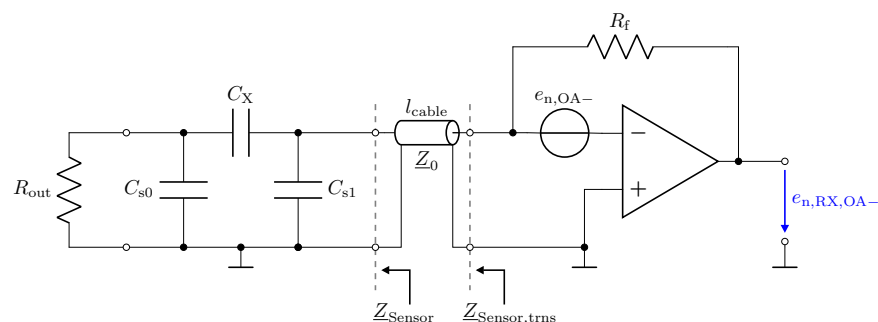 R_f
C_X
l_cable
e_n,OA−
R_out
C_s0
C_s1
Z_0
−
+
e_n,RX,OA−
Z_Sensor
Z_Sensor,trns